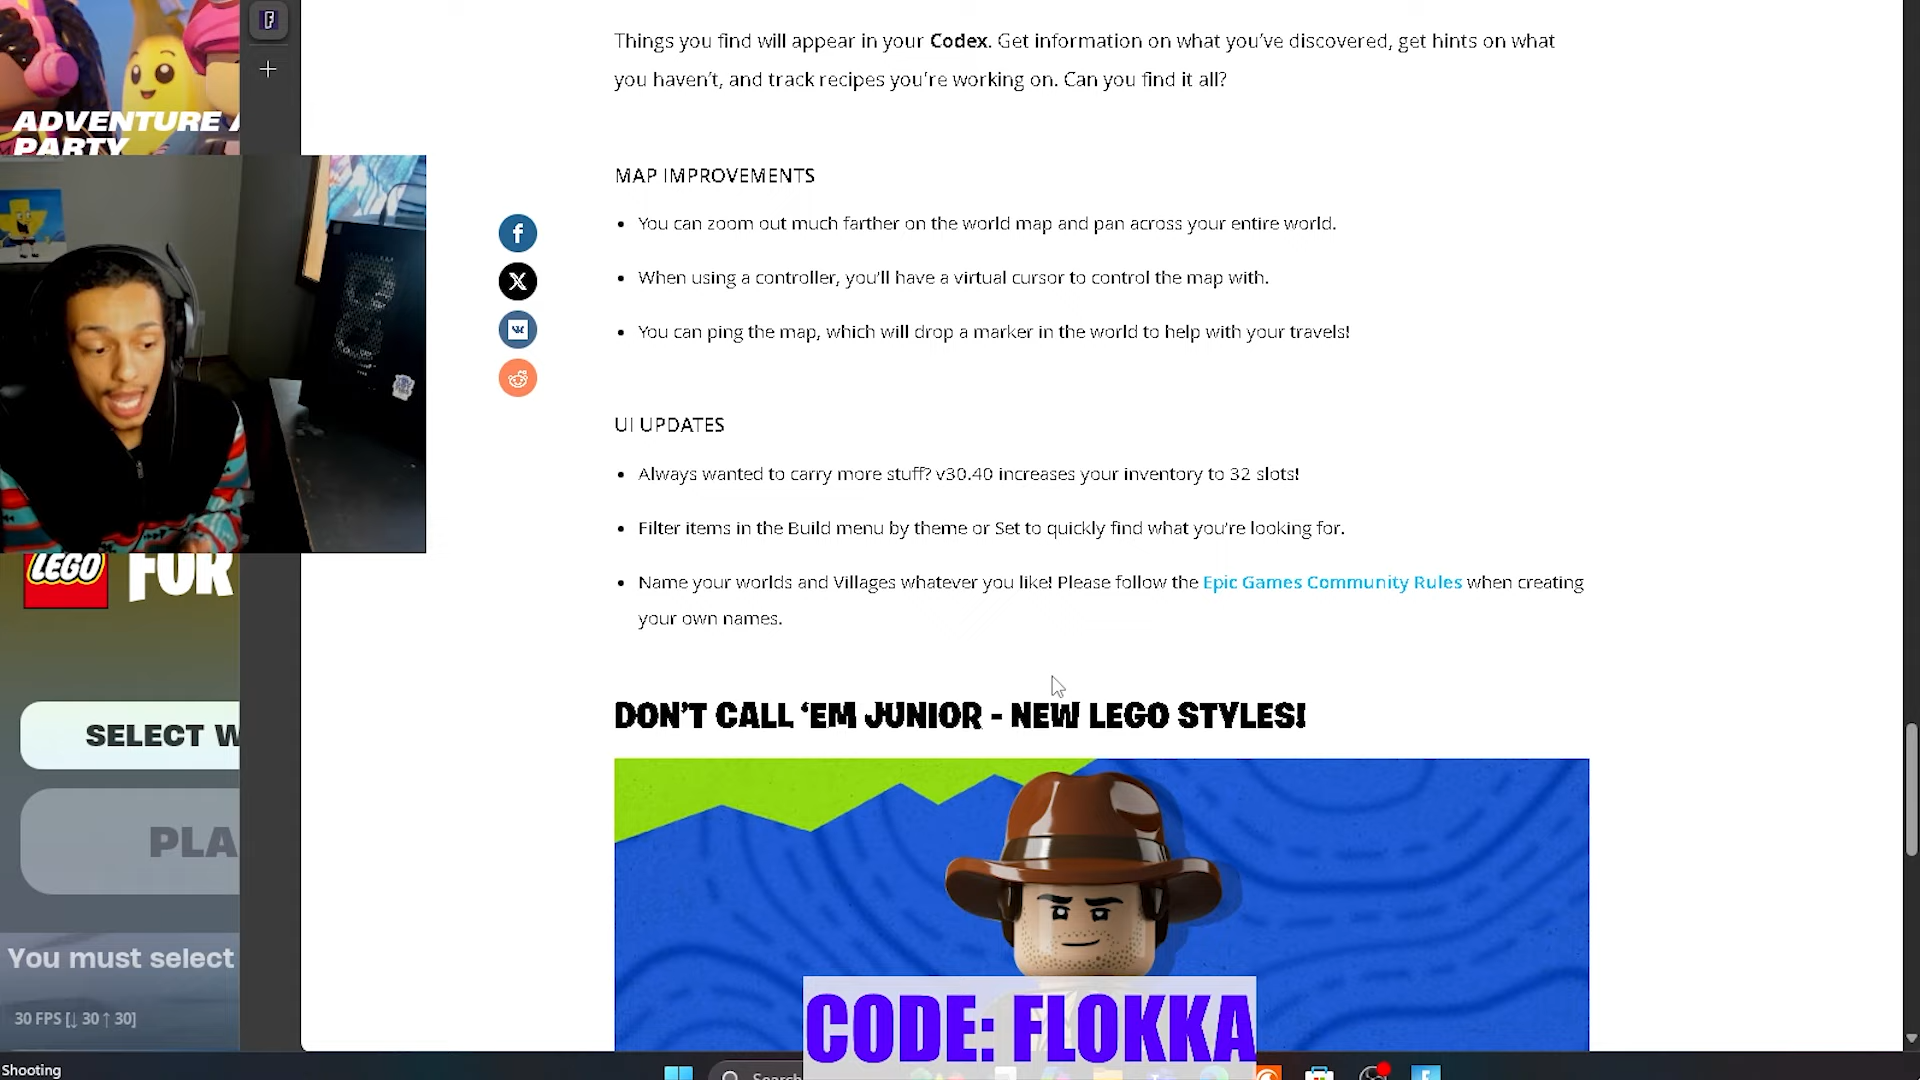 Things you find will appear in your Codex. Get information on what you've discovered, get hints on what
you haven't, and track recipes you're working on. Can you find it all?
ADVENTURE
PARTY
MAP IMPROVEMENTS
• You can zoom out much farther on the world map and pan across your entire world.
• When using a controller, you'll have a virtual cursor to control the map with.
• You can ping the map, which will drop a marker in the world to help with your travels!
UI UPDATES
• Always wanted to carry more stuff? v30.40 increases your inventory to 32 slots!
• Filter items in the Build menu by theme or Set to quickly find what you're looking for.
• Name your worlds and Villages whatever you like! Please follow the Epic Games Community Rules when creating
your own names.
LEGO FOR
SELECT W
DON'T CALL 'EM JUNIOR - NEW LEGO STYLES!
PLA
You must select
30 FPS [↓ 30 ↑ 30]
CODE: FLOKKA
Shooting
Search